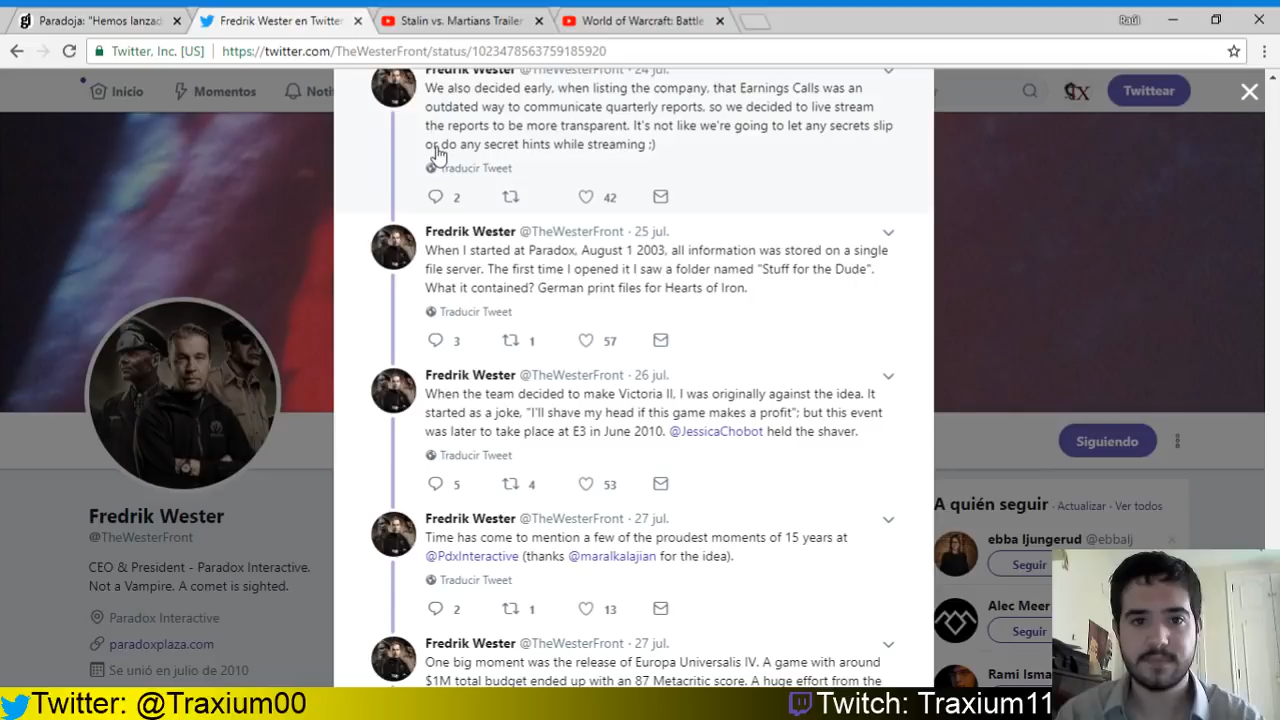 Paradoja: "Hemos lanzad
Fredrik Wester en Twitter
Stalin vs. Martians Trailer
World of Warcraft: Battle
Raúl
Twitter, Inc. [US]
https://twitter.com/TheWesterFront/status/1023478563759185920
Inicio
Momentos
Noti
Twittear
Fredrik Wester @TheWesterFront · 24 jul.
We also decided early, when listing the company, that Earnings Calls was an
outdated way to communicate quarterly reports, so we decided to live stream
the reports to be more transparent. It's not like we're going to let any secrets slip
or do any secret hints while streaming ;)
Traducir Tweet
2
42
Fredrik Wester @TheWesterFront · 25 jul.
When I started at Paradox, August 1 2003, all information was stored on a single
file server. The first time I opened it I saw a folder named "Stuff for the Dude".
What it contained? German print files for Hearts of Iron.
Traducir Tweet
3
1
57
Fredrik Wester @TheWesterFront · 26 jul.
When the team decided to make Victoria II, I was originally against the idea. It
started as a joke, "I'll shave my head if this game makes a profit"; but this event
was later to take place at E3 in June 2010. @JessicaChobot held the shaver.
Traducir Tweet
5
4
53
Fredrik Wester @TheWesterFront · 27 jul.
Time has come to mention a few of the proudest moments of 15 years at
@PdxInteractive (thanks @maralkalajian for the idea).
Traducir Tweet
2
1
13
Fredrik Wester @TheWesterFront · 27 jul.
One big moment was the release of Europa Universalis IV. A game with around
$1M total budget ended up with an 87 Metacritic score. A huge effort from the
Fredrik Wester
@TheWesterFront
CEO & President - Paradox Interactive.
Not a Vampire. A comet is sighted.
Paradox Interactive
paradoxplaza.com
Se unió en julio de 2010
Siguiendo
A quién seguir · Actualizar · Ver todos
ebba ljungerud @ebbalj
Seguir
Alec Meer
Seguir
Rami Isma
Twitter: @Traxium00
Twitch: Traxium11